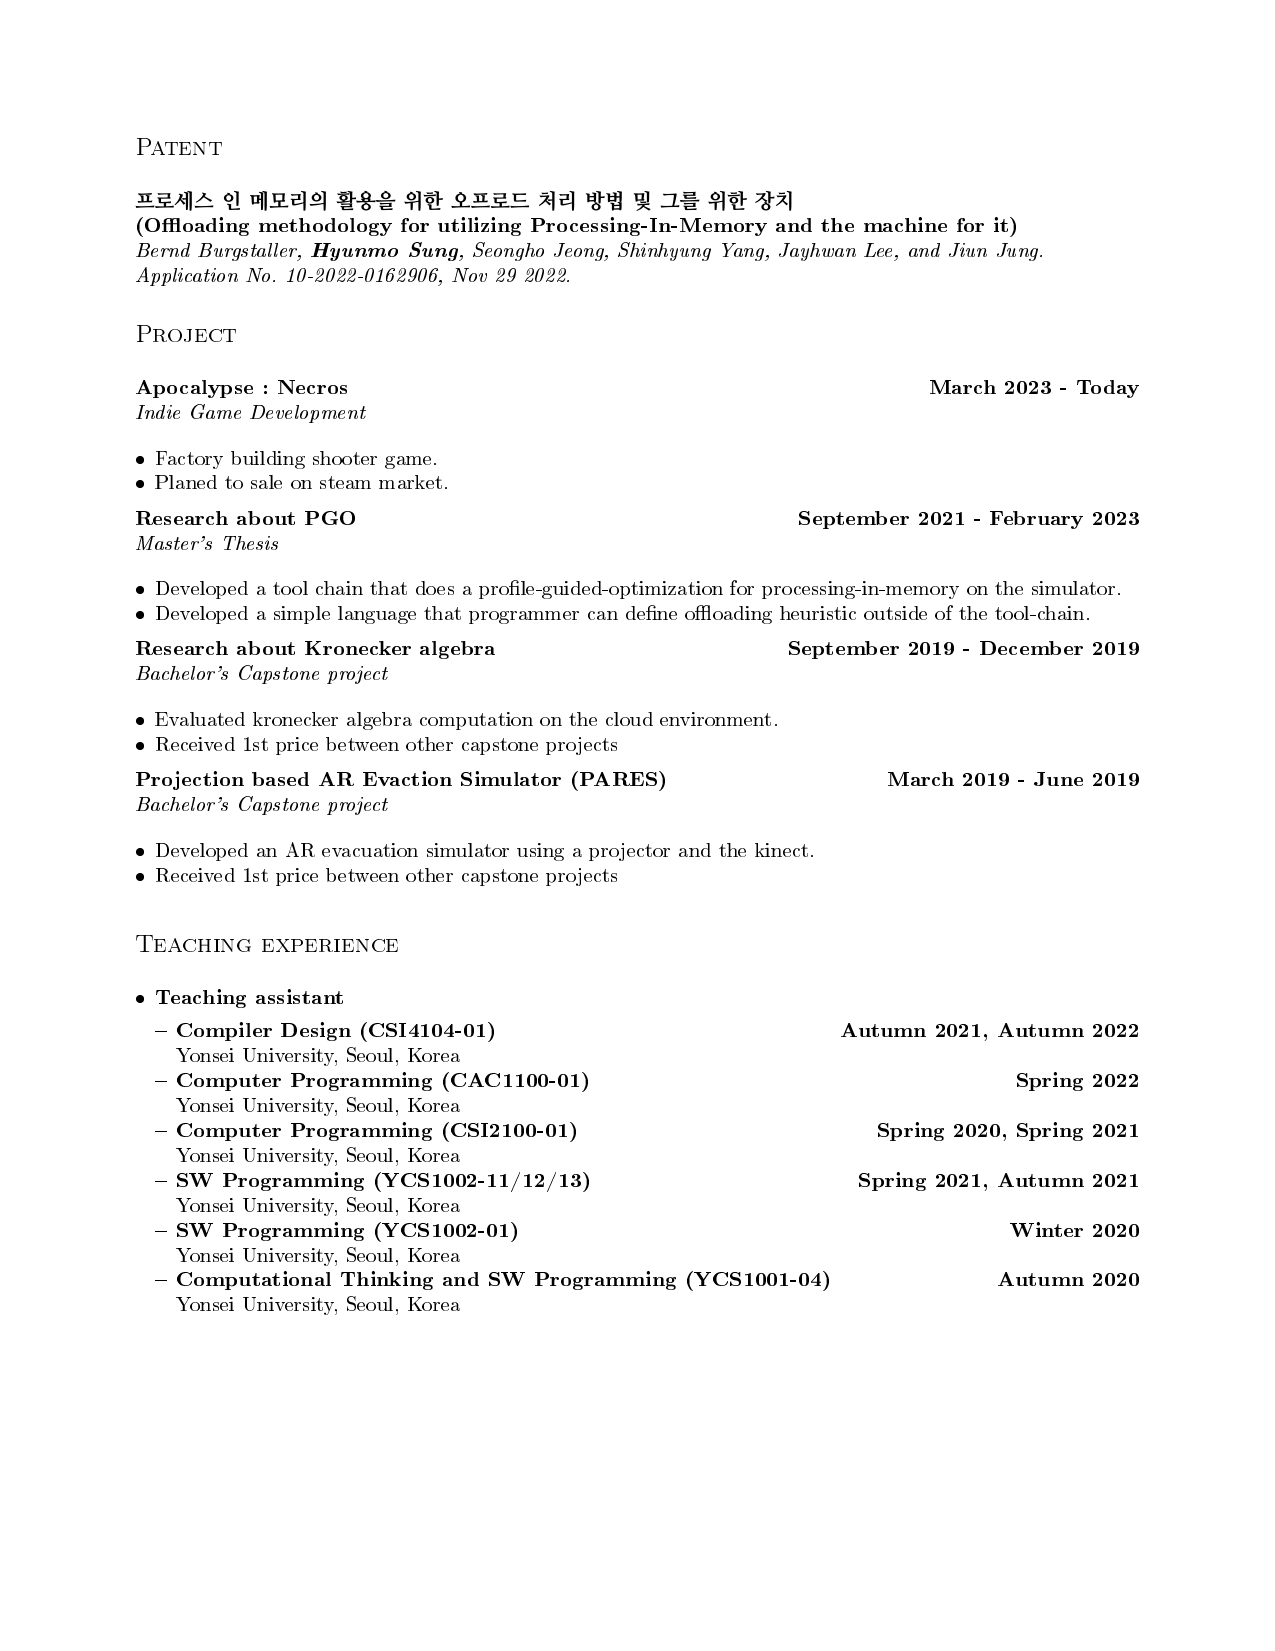 Patent
프로세스 인 메모리의 활용을 위한 오프로드 처리 방법 및 그를 위한 장치
(Offloading methodology for utilizing Processing-In-Memory and the machine for it)
Bernd Burgstaller, Hyunmo Sung, Seongho Jeong, Shinhyung Yang, Jayhwan Lee, and Jiun Jung.
Application No. 10-2022-0162906, Nov 29 2022.
Project
Apocalypse : Necros March 2023 - Today
Indie Game Development
• Factory building shooter game.
• Planed to sale on steam market.
Research about PGO September 2021 - February 2023
Master's Thesis
• Developed a tool chain that does a profile-guided-optimization for processing-in-memory on the simulator.
• Developed a simple language that programmer can define offloading heuristic outside of the tool-chain.
Research about Kronecker algebra September 2019 - December 2019
Bachelor's Capstone project
• Evaluated kronecker algebra computation on the cloud environment.
• Received 1st price between other capstone projects
Projection based AR Evaction Simulator (PARES) March 2019 - June 2019
Bachelor's Capstone project
• Developed an AR evacuation simulator using a projector and the kinect.
• Received 1st price between other capstone projects
Teaching experience
• Teaching assistant
– Compiler Design (CSI4104-01) Autumn 2021, Autumn 2022
Yonsei University, Seoul, Korea
– Computer Programming (CAC1100-01) Spring 2022
Yonsei University, Seoul, Korea
– Computer Programming (CSI2100-01) Spring 2020, Spring 2021
Yonsei University, Seoul, Korea
– SW Programming (YCS1002-11/12/13) Spring 2021, Autumn 2021
Yonsei University, Seoul, Korea
– SW Programming (YCS1002-01) Winter 2020
Yonsei University, Seoul, Korea
– Computational Thinking and SW Programming (YCS1001-04) Autumn 2020
Yonsei University, Seoul, Korea